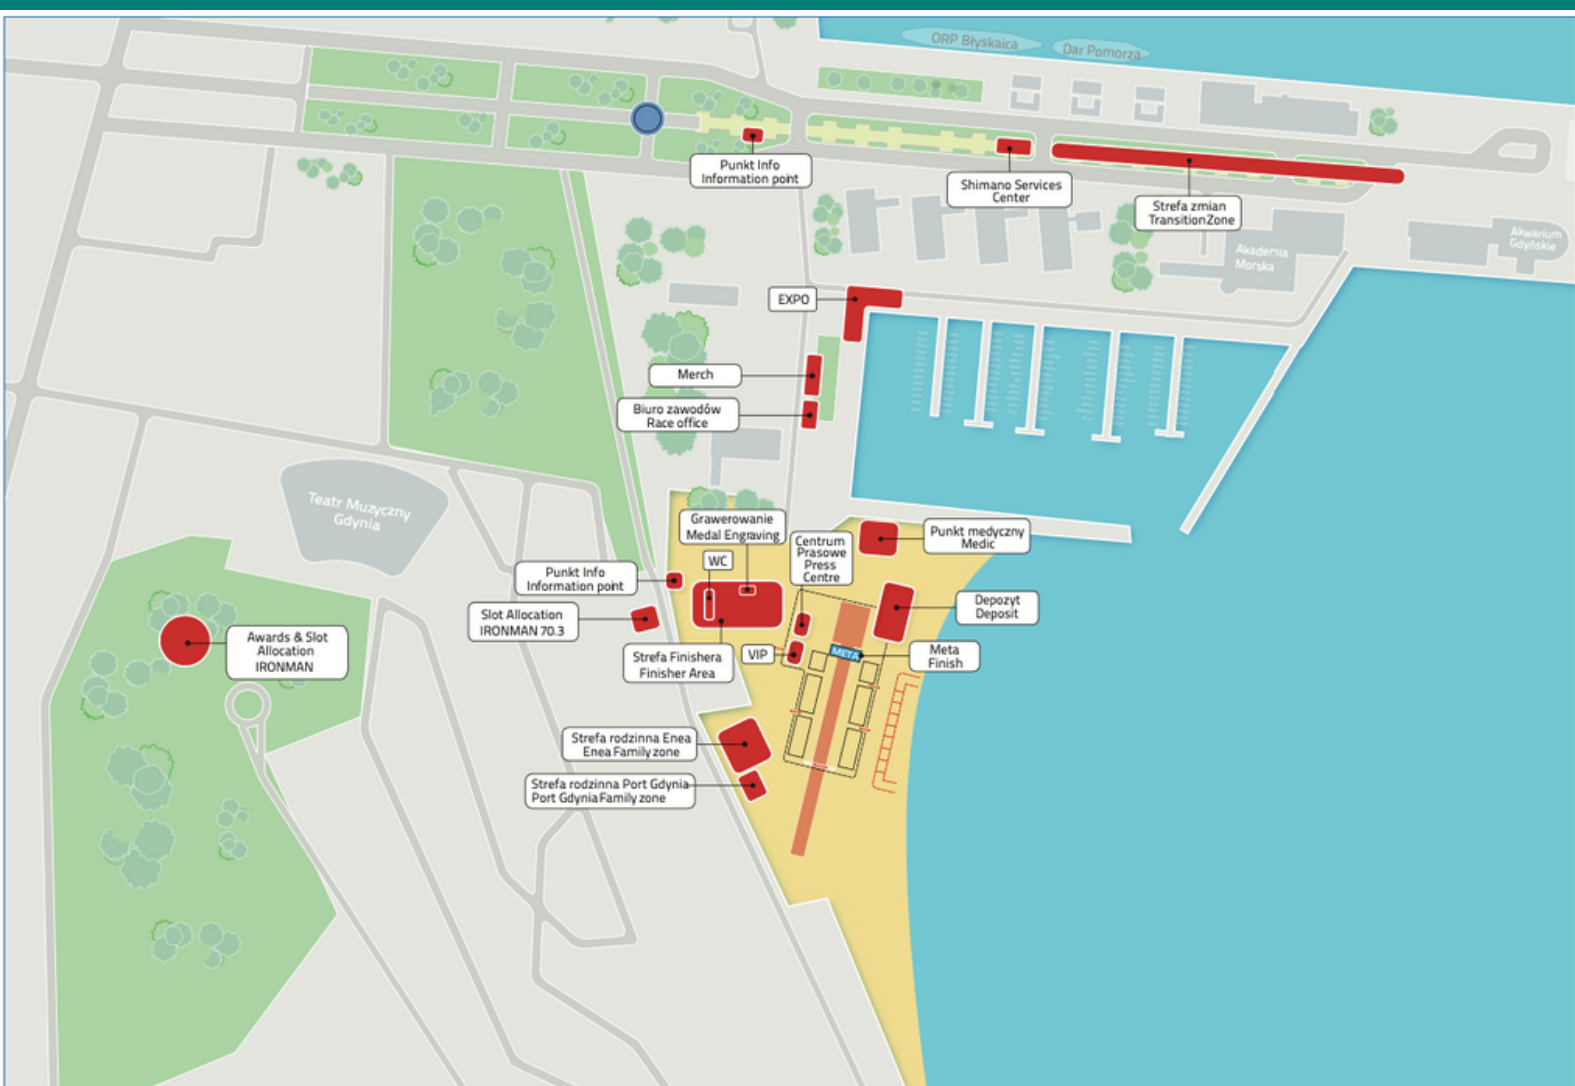 ORP Błyskaica
Dar Pomorza
Punkt Info
Information point
Shimano Services
Center
Strefa zmian
TransitionZone
Akademia
Morska
Akwarium
Gdyńskie
EXPO
Merch
Biuro zawodów
Race office
Teatr Muzyczny
Gdynia
Grawerowanie
Medal Engraving
Centrum
Prasowe
Press
Centre
Punkt medyczny
Medic
WC
Punkt Info
Information point
Slot Allocation
IRONMAN 70.3
Depozyt
Deposit
Awards & Slot
Allocation
IRONMAN
Strefa Finishera
Finisher Area
VIP
META
Meta
Finish
Strefa rodzinna Enea
Enea Family zone
Strefa rodzinna Port Gdynia
Port Gdynia Family zone